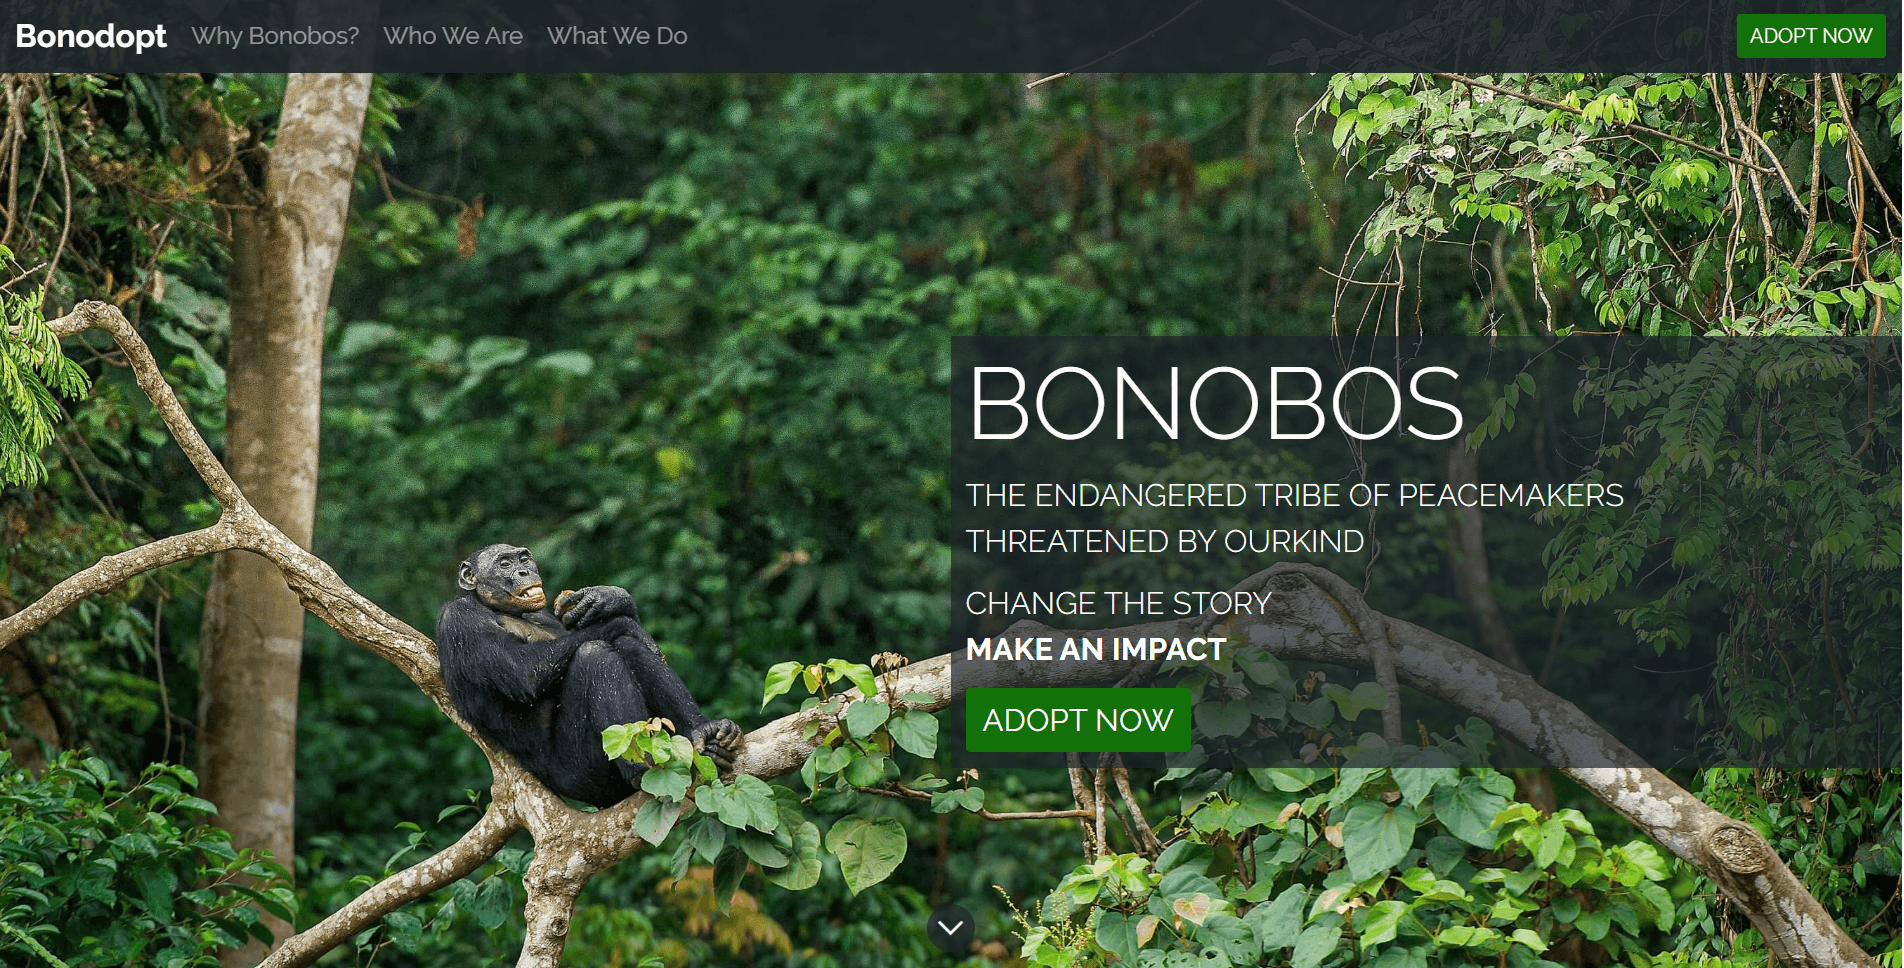 Bonodopt Why Bonobos? Who We Are What We Do ADOPT NOW
BONOBOS
THE ENDANGERED TRIBE OF PEACEMAKERS
THREATENED BY OURKIND
CHANGE THE STORY
MAKE AN IMPACT
ADOPT NOW